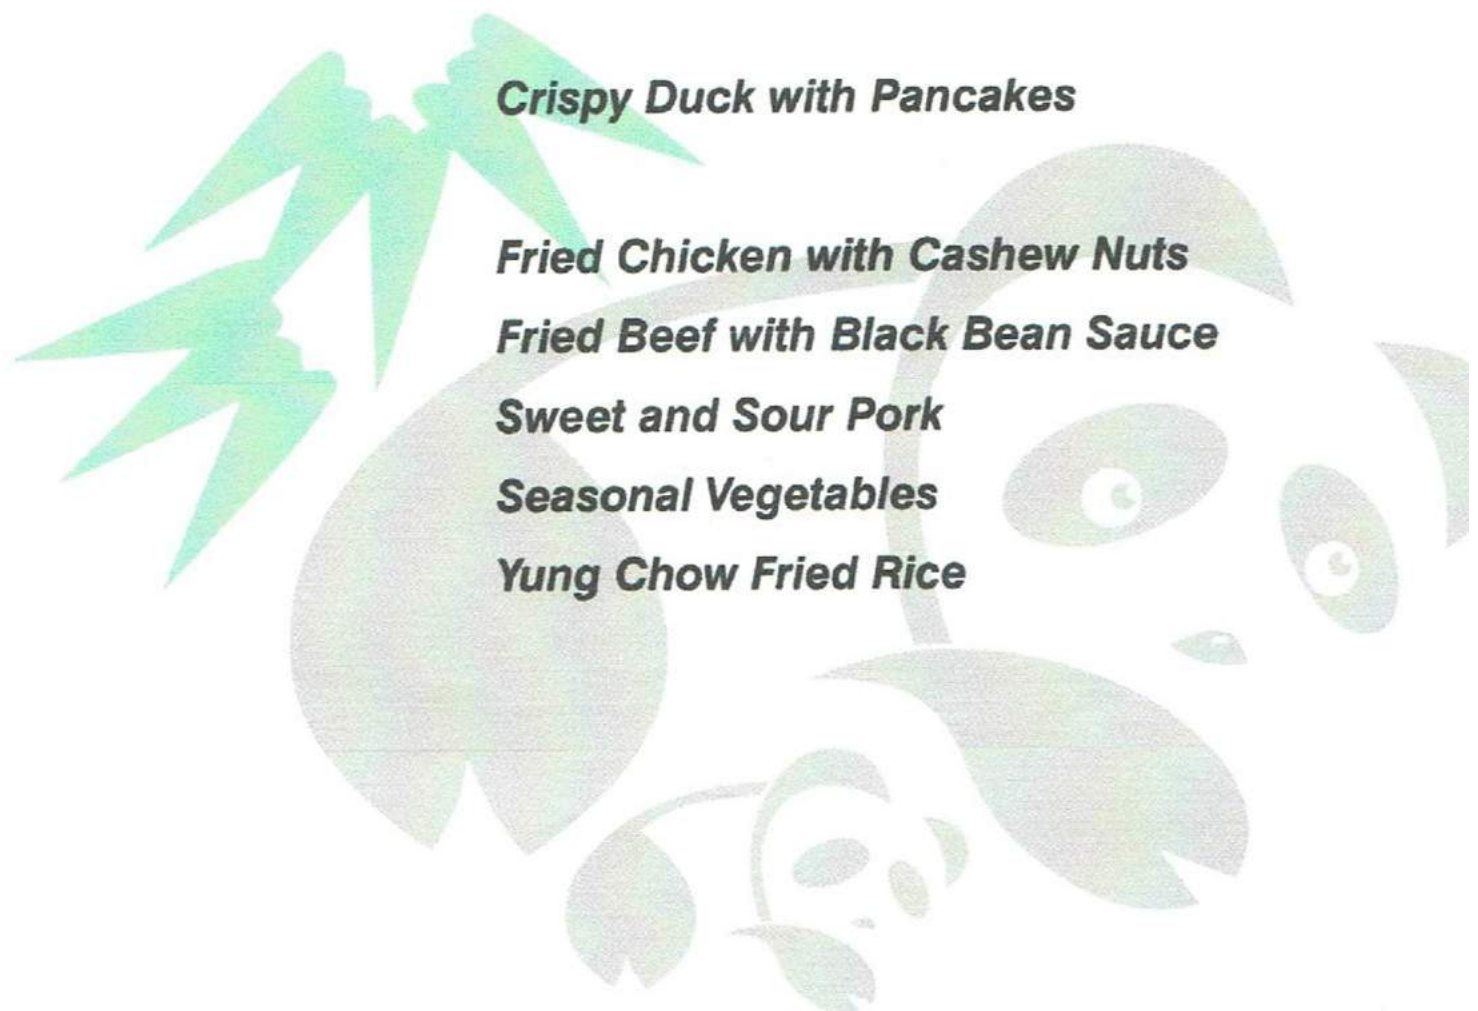 Crispy Duck with Pancakes
Fried Chicken with Cashew Nuts
Fried Beef with Black Bean Sauce
Sweet and Sour Pork
Seasonal Vegetables
Yung Chow Fried Rice